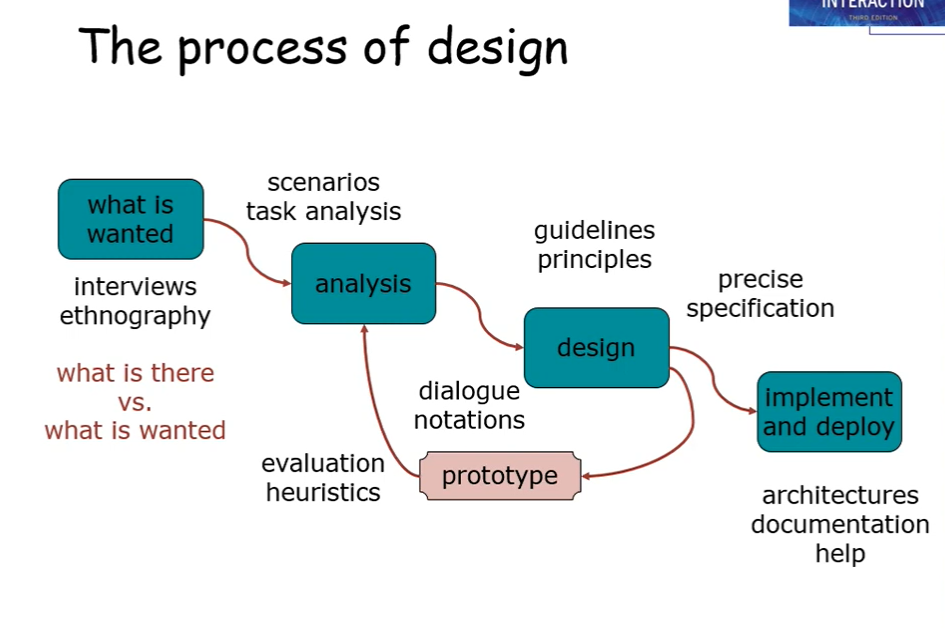 INTERACTION
THIRD EDITION
The process of design
scenarios
task analysis
what is
wanted
guidelines
principles
analysis
interviews
ethnography
precise
specification
design
what is there
vs.
what is wanted
dialogue
notations
implement
and deploy
evaluation
heuristics
prototype
architectures
documentation
help